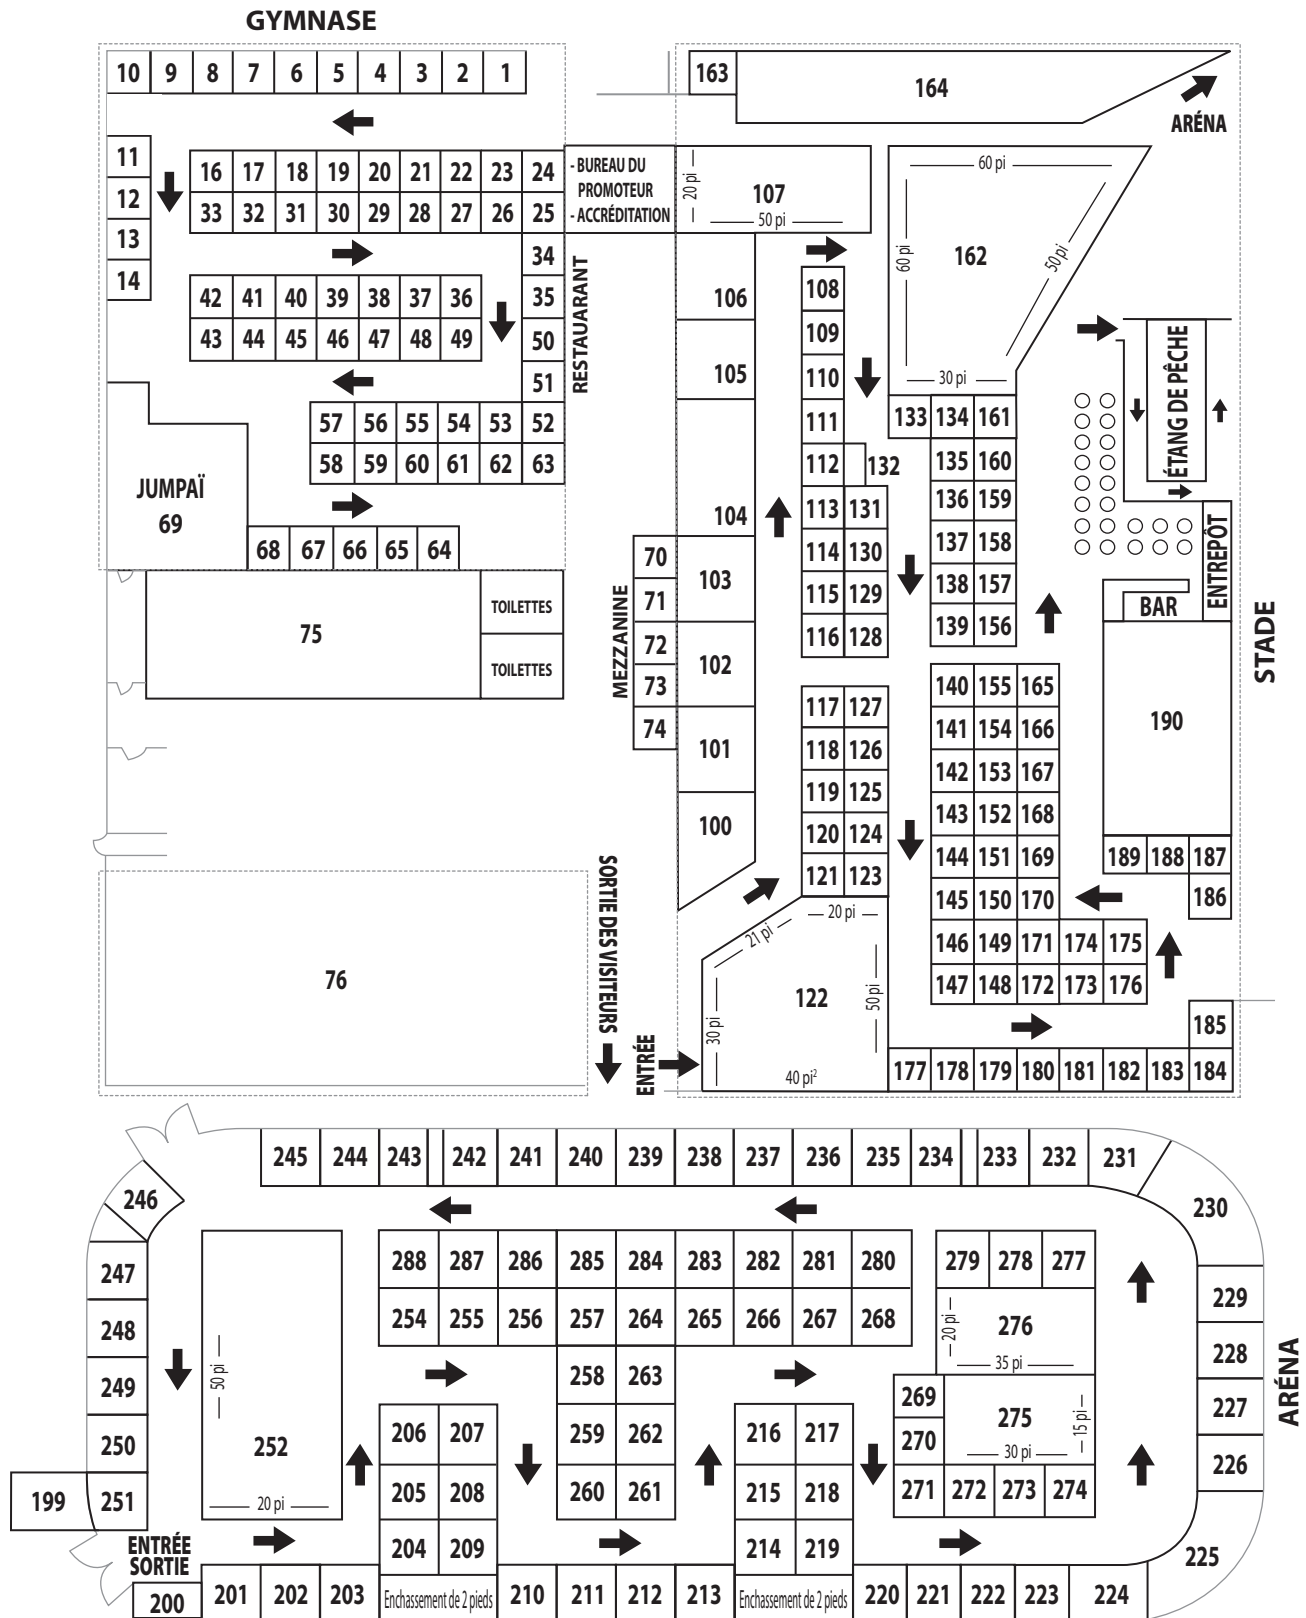 GYMNASE
10 9 8 7 6 5 4 3 2 1
163
164
ARÉNA
11
12
13
14
16 17 18 19 20 21 22 23 24
33 32 31 30 29 28 27 26 25
- BUREAU DU
PROMOTEUR
- ACCRÉDITATION
20 pi
107
50 pi
60 pi
60 pi
162
50 pi
30 pi
34
35
50
51
RESTAUARANT
42 41 40 39 38 37 36
43 44 45 46 47 48 49
57 56 55 54 53 52
58 59 60 61 62 63
JUMPAÏ
69
68 67 66 65 64
75
TOILETTES
TOILETTES
76
MEZZANINE
70
71
72
73
74
106
105
104
103
102
101
100
108
109
110
111
112 132
113 131
114 130
115 129
116 128
117 127
118 126
119 125
120 124
121 123
133 134 161
135 160
136 159
137 158
138 157
139 156
140 155 165
141 154 166
142 153 167
143 152 168
144 151 169
145 150 170
146 149 171 174 175
147 148 172 173 176
ÉTANG DE PÊCHE
ENTREPÔT
BAR
STADE
190
189 188 187
186
185
177 178 179 180 181 182 183 184
SORTIE DES VISITEURS
ENTRÉE
20 pi
21 pi
122
30 pi
50 pi
40 pi²
245 244 243 242 241 240 239 238 237 236 235 234 233 232 231
246
230
247
248
249
250
199 251
252
50 pi
20 pi
288 287 286 285 284 283 282 281 280
254 255 256 257 264 265 266 267 268
258 263
259 262
260 261
206 207
205 208
204 209
216 217
215 218
214 219
279 278 277
20 pi
276
35 pi
269
270
275
15 pi
30 pi
271 272 273 274
229
228
227
226
225
ARÉNA
ENTRÉE
SORTIE
200 201 202 203 Enchassement de 2 pieds 210 211 212 213 Enchassement de 2 pieds 220 221 222 223 224